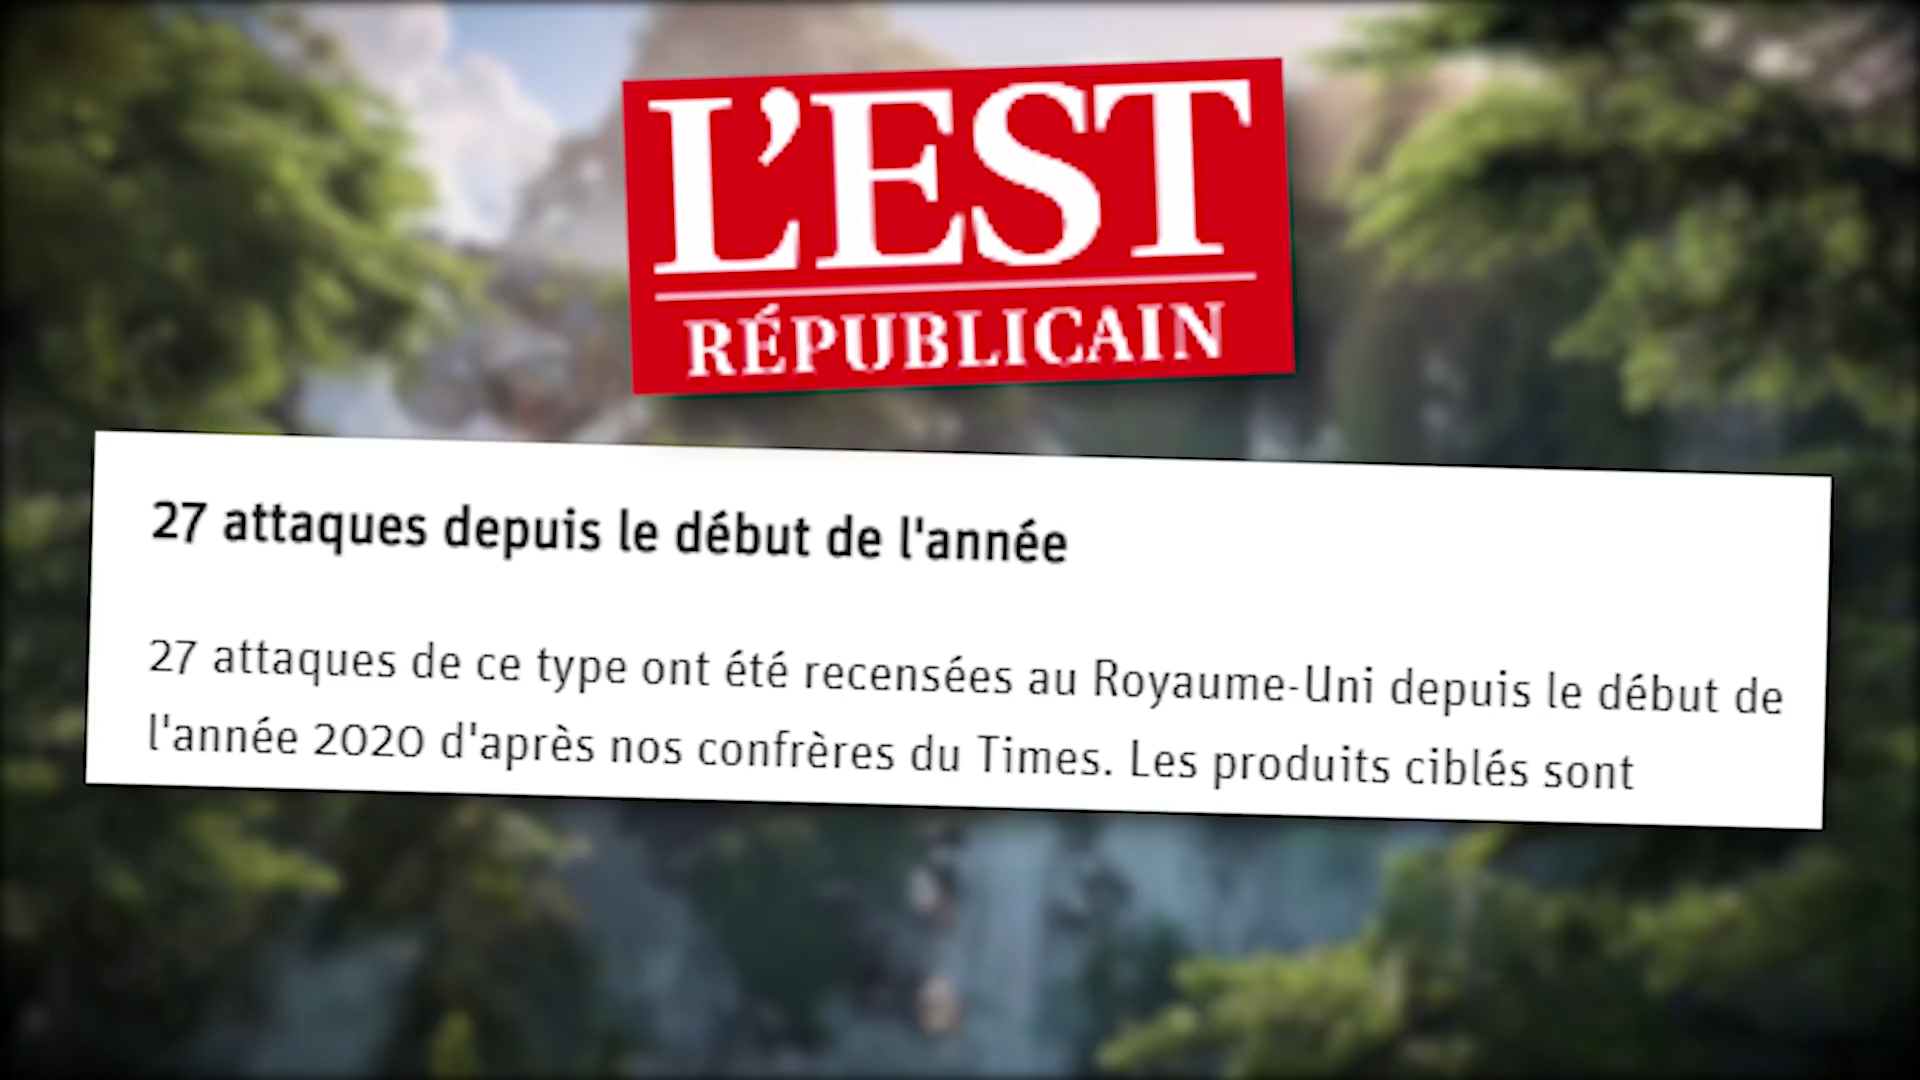 L'EST
RÉPUBLICAIN
27 attaques depuis le début de l'année
27 attaques de ce type ont été recensées au Royaume-Uni depuis le début de
l'année 2020 d'après nos confrères du Times. Les produits ciblés sont